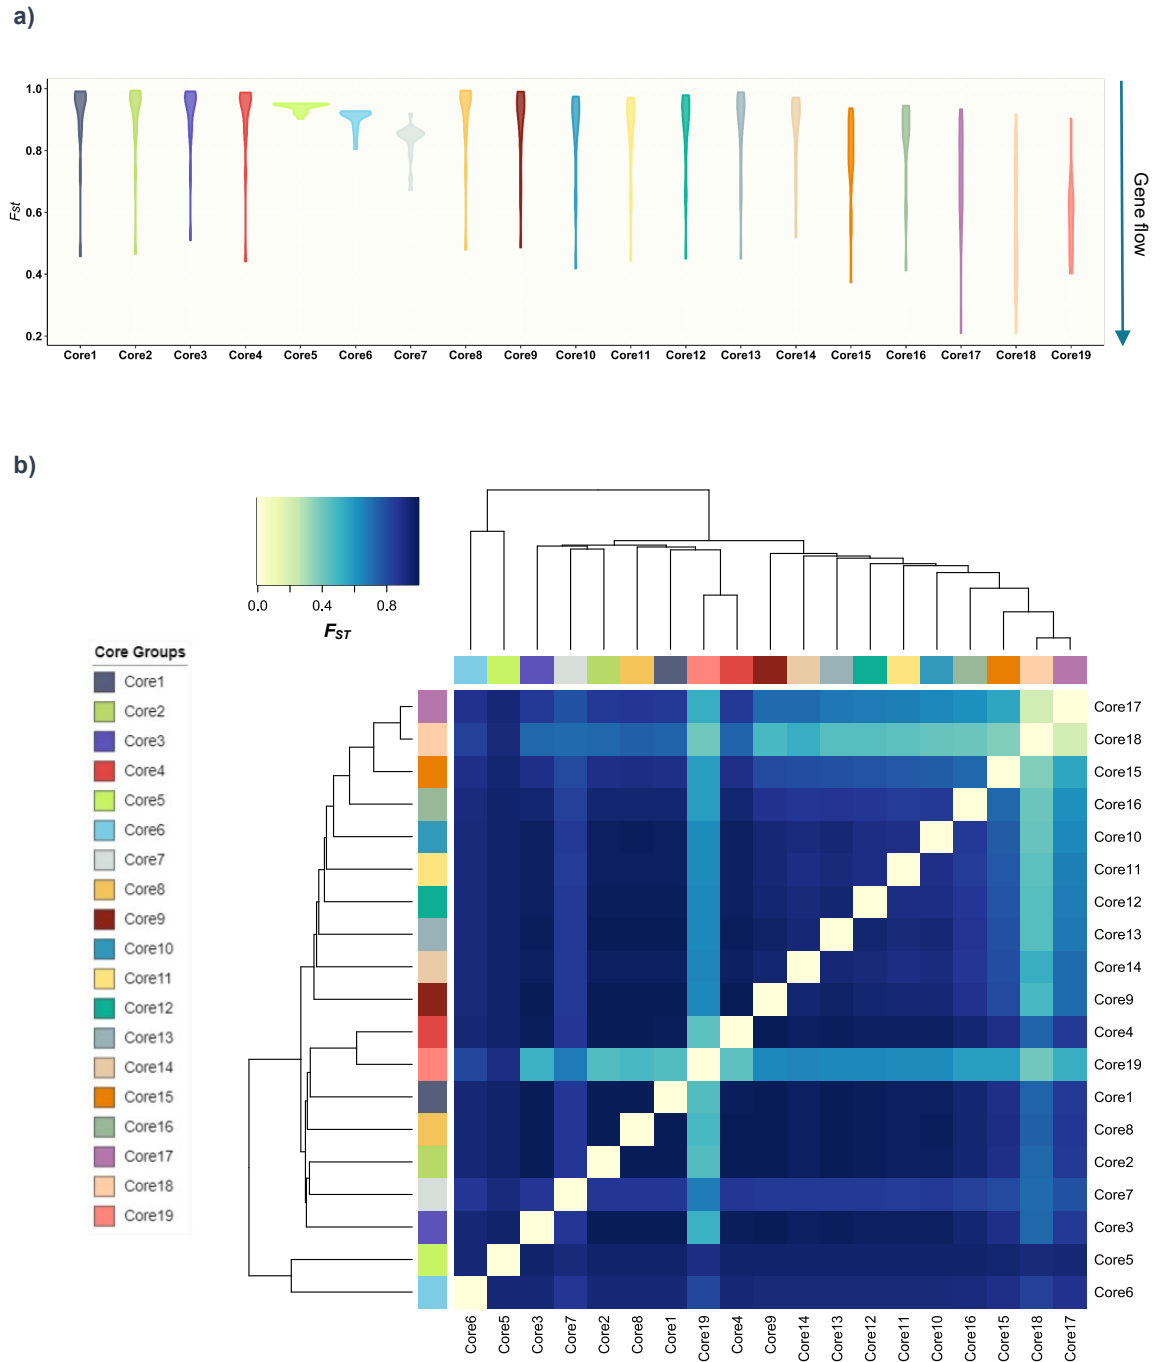 a)
1.0
0.8
0.6
0.4
0.2
Fst
Core1 Core2 Core3 Core4 Core5 Core6 Core7 Core8 Core9 Core10 Core11 Core12 Core13 Core14 Core15 Core16 Core17 Core18 Core19
Gene flow
b)
0.0 0.4 0.8
FST
Core Groups
Core1
Core2
Core3
Core4
Core5
Core6
Core7
Core8
Core9
Core10
Core11
Core12
Core13
Core14
Core15
Core16
Core17
Core18
Core19
Core17
Core18
Core15
Core16
Core10
Core11
Core12
Core13
Core14
Core9
Core4
Core19
Core1
Core8
Core2
Core7
Core3
Core5
Core6
Core6 Core5 Core3 Core7 Core2 Core8 Core1 Core19 Core4 Core9 Core14 Core13 Core12 Core11 Core10 Core16 Core15 Core18 Core17